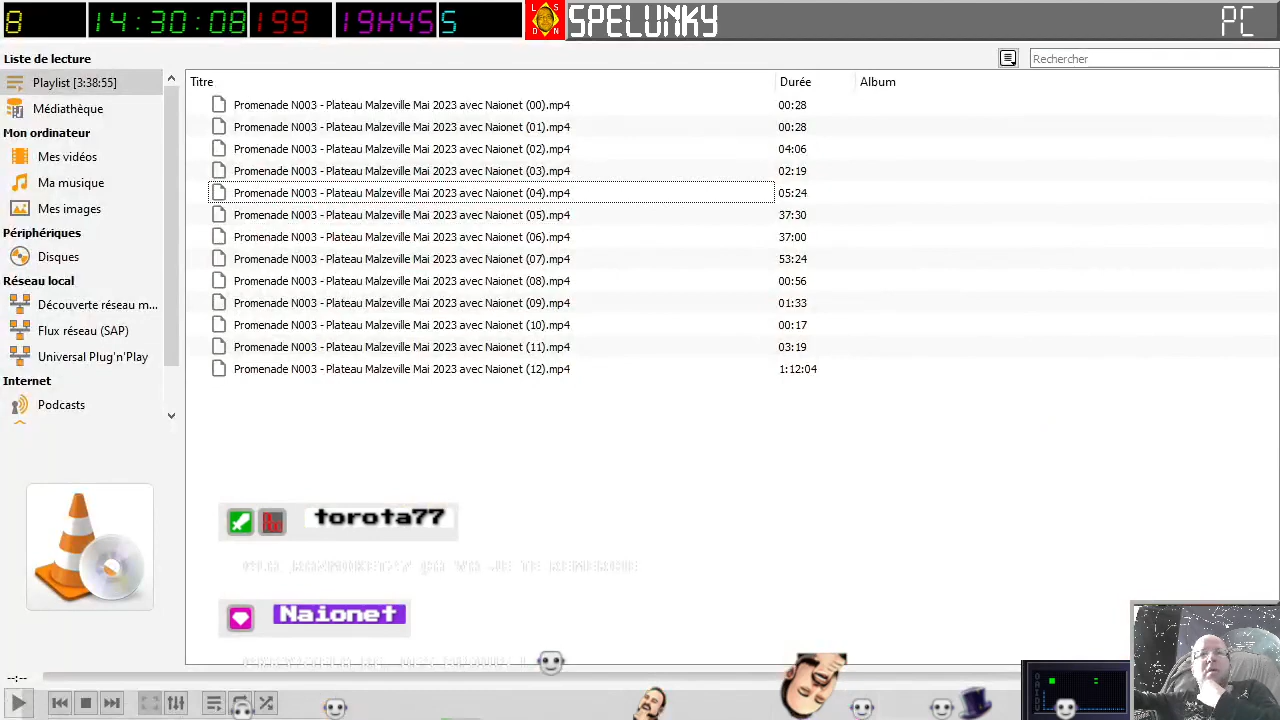 8 14:30:08 199 19H45 5 SPELUNKY PC
Liste de lecture
Rechercher
Playlist [3:38:55]
Médiathèque
Mon ordinateur
Mes vidéos
Ma musique
Mes images
Périphériques
Disques
Réseau local
Découverte réseau m...
Flux réseau (SAP)
Universal Plug'n'Play
Internet
Podcasts
Titre Durée Album
Promenade N003 - Plateau Malzeville Mai 2023 avec Naionet (00).mp4 00:28
Promenade N003 - Plateau Malzeville Mai 2023 avec Naionet (01).mp4 00:28
Promenade N003 - Plateau Malzeville Mai 2023 avec Naionet (02).mp4 04:06
Promenade N003 - Plateau Malzeville Mai 2023 avec Naionet (03).mp4 02:19
Promenade N003 - Plateau Malzeville Mai 2023 avec Naionet (04).mp4 05:24
Promenade N003 - Plateau Malzeville Mai 2023 avec Naionet (05).mp4 37:30
Promenade N003 - Plateau Malzeville Mai 2023 avec Naionet (06).mp4 37:00
Promenade N003 - Plateau Malzeville Mai 2023 avec Naionet (07).mp4 53:24
Promenade N003 - Plateau Malzeville Mai 2023 avec Naionet (08).mp4 00:56
Promenade N003 - Plateau Malzeville Mai 2023 avec Naionet (09).mp4 01:33
Promenade N003 - Plateau Malzeville Mai 2023 avec Naionet (10).mp4 00:17
Promenade N003 - Plateau Malzeville Mai 2023 avec Naionet (11).mp4 03:19
Promenade N003 - Plateau Malzeville Mai 2023 avec Naionet (12).mp4 1:12:04
torota77
Naionet
--:--